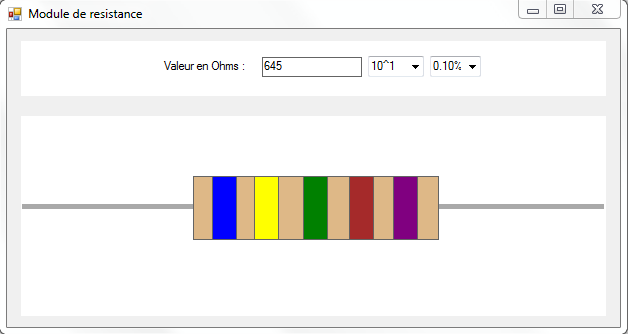 Module de resistance
Valeur en Ohms : 645 10^1 0.10%